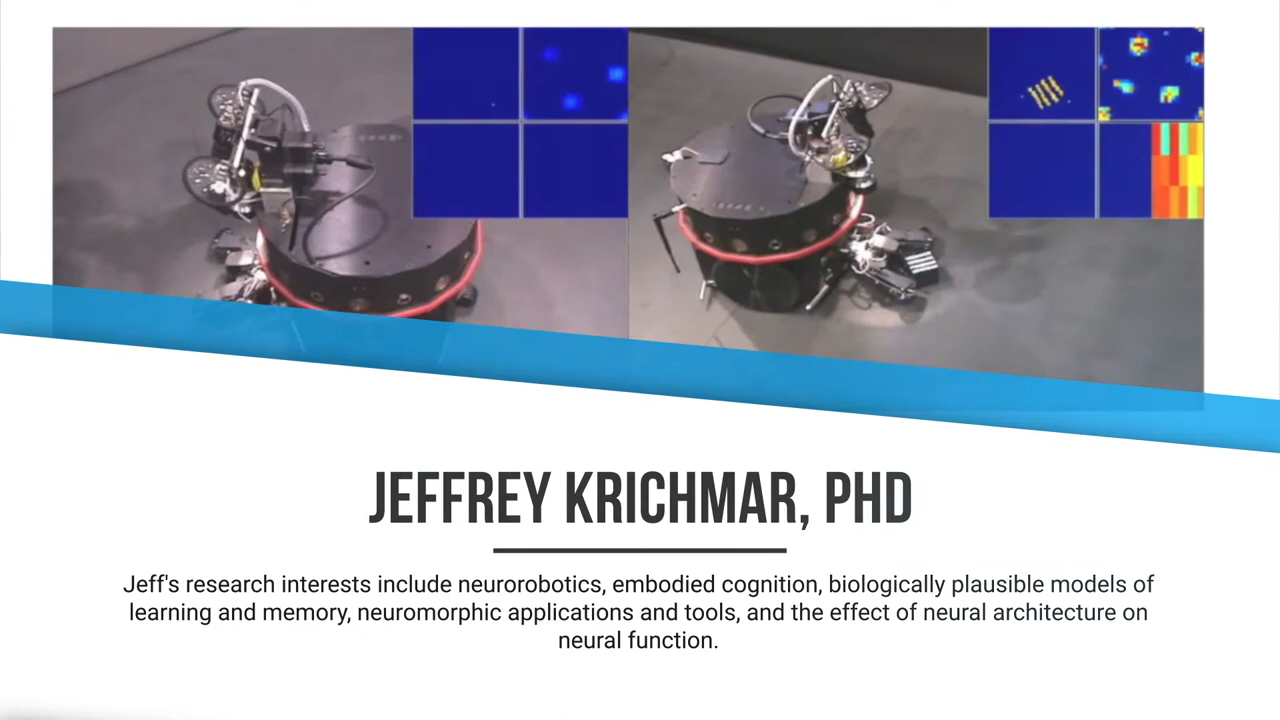 JEFFREY KRICHMAR, PHD
Jeff's research interests include neurorobotics, embodied cognition, biologically plausible models of
learning and memory, neuromorphic applications and tools, and the effect of neural architecture on
neural function.